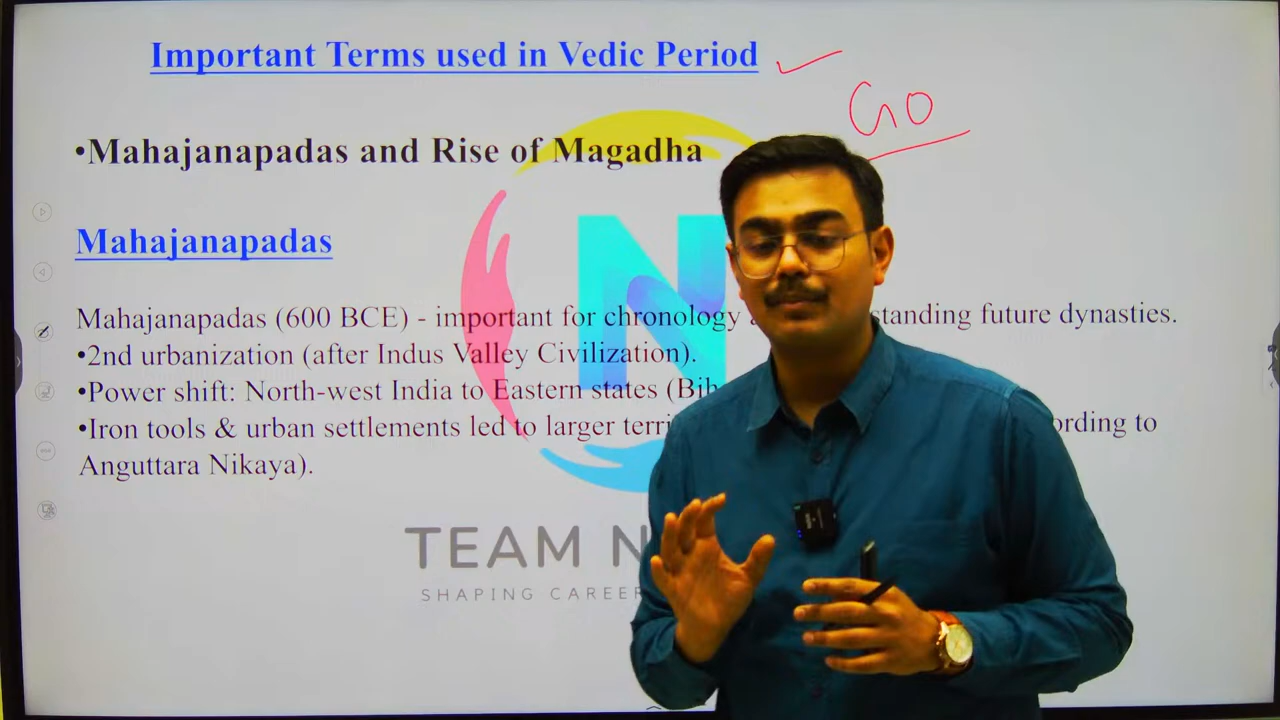 Important Terms used in Vedic Period
Go
•Mahajanapadas and Rise of Magadha
Mahajanapadas
Mahajanapadas (600 BCE) - important for chronology standing future dynasties.
•2nd urbanization (after Indus Valley Civilization).
•Power shift: North-west India to Eastern states (Bih
•Iron tools & urban settlements led to larger terri ording to
Anguttara Nikaya).
TEAM N
SHAPING CAREER